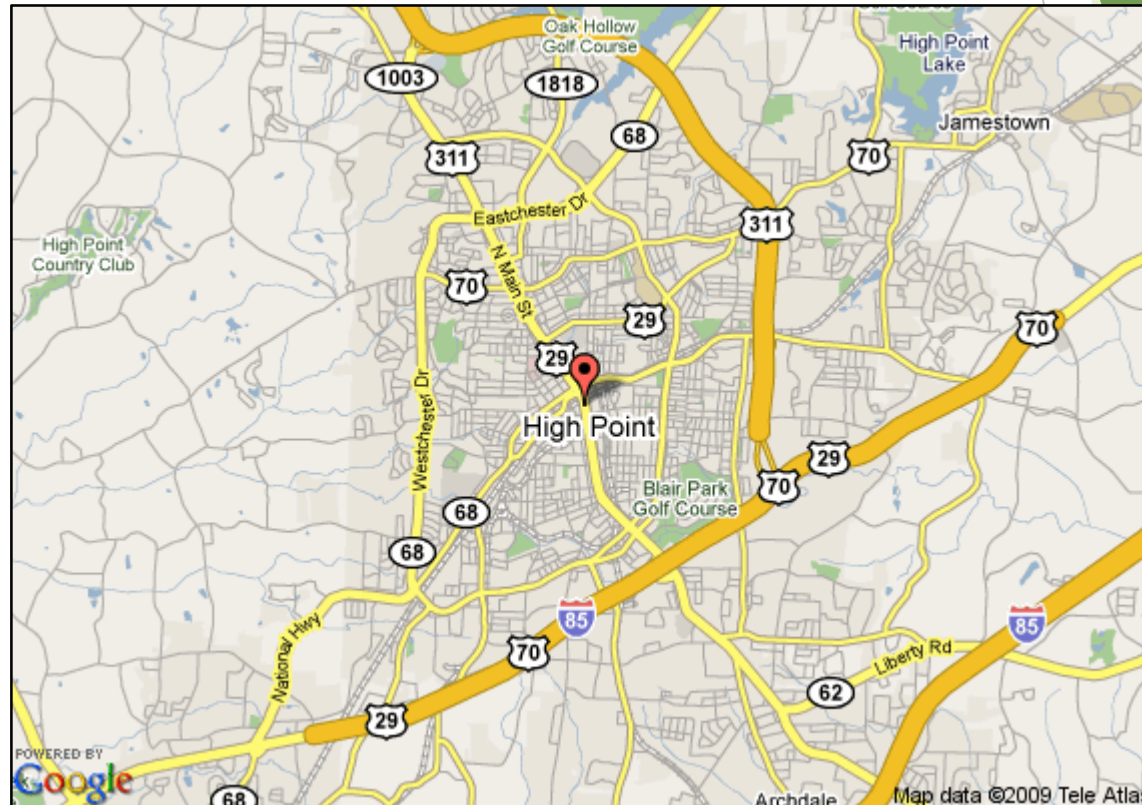 Oak Hollow
Golf Course
High Point
Lake
1003
1818
68
Jamestown
311
70
Eastchester Dr
311
High Point
Country Club
N Main St
70
29
70
29
Westchester Dr
High Point
29
70
Blair Park
Golf Course
68
68
85
85
National Hwy
70
Liberty Rd
62
29
POWERED BY
Google
68
Archdale
Map data ©2009 Tele Atla